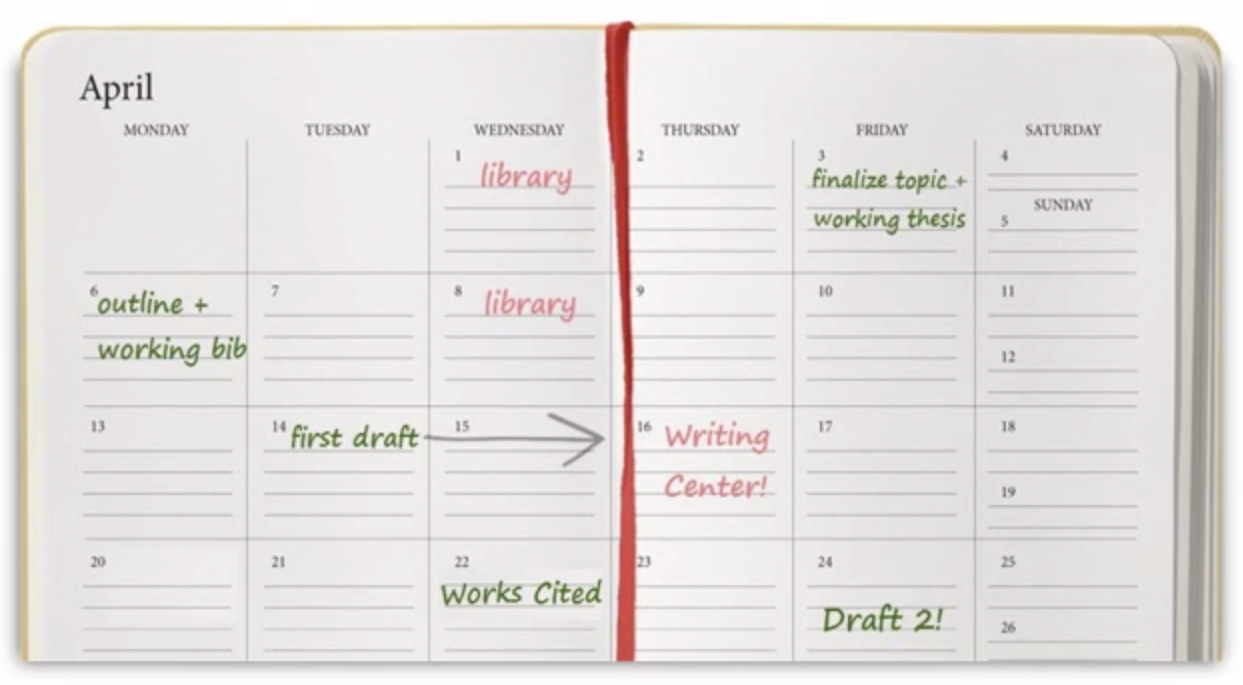 April
MONDAY TUESDAY WEDNESDAY THURSDAY FRIDAY SATURDAY
1 2 3 4
library
finalize topic +
working thesis
SUNDAY
5
6 7 8 9 10 11
outline +
working bib
library
12
13 14 15 16 17 18
first draft
Writing
Center!
19
20 21 22 23 24 25
Works Cited
Draft 2!
26